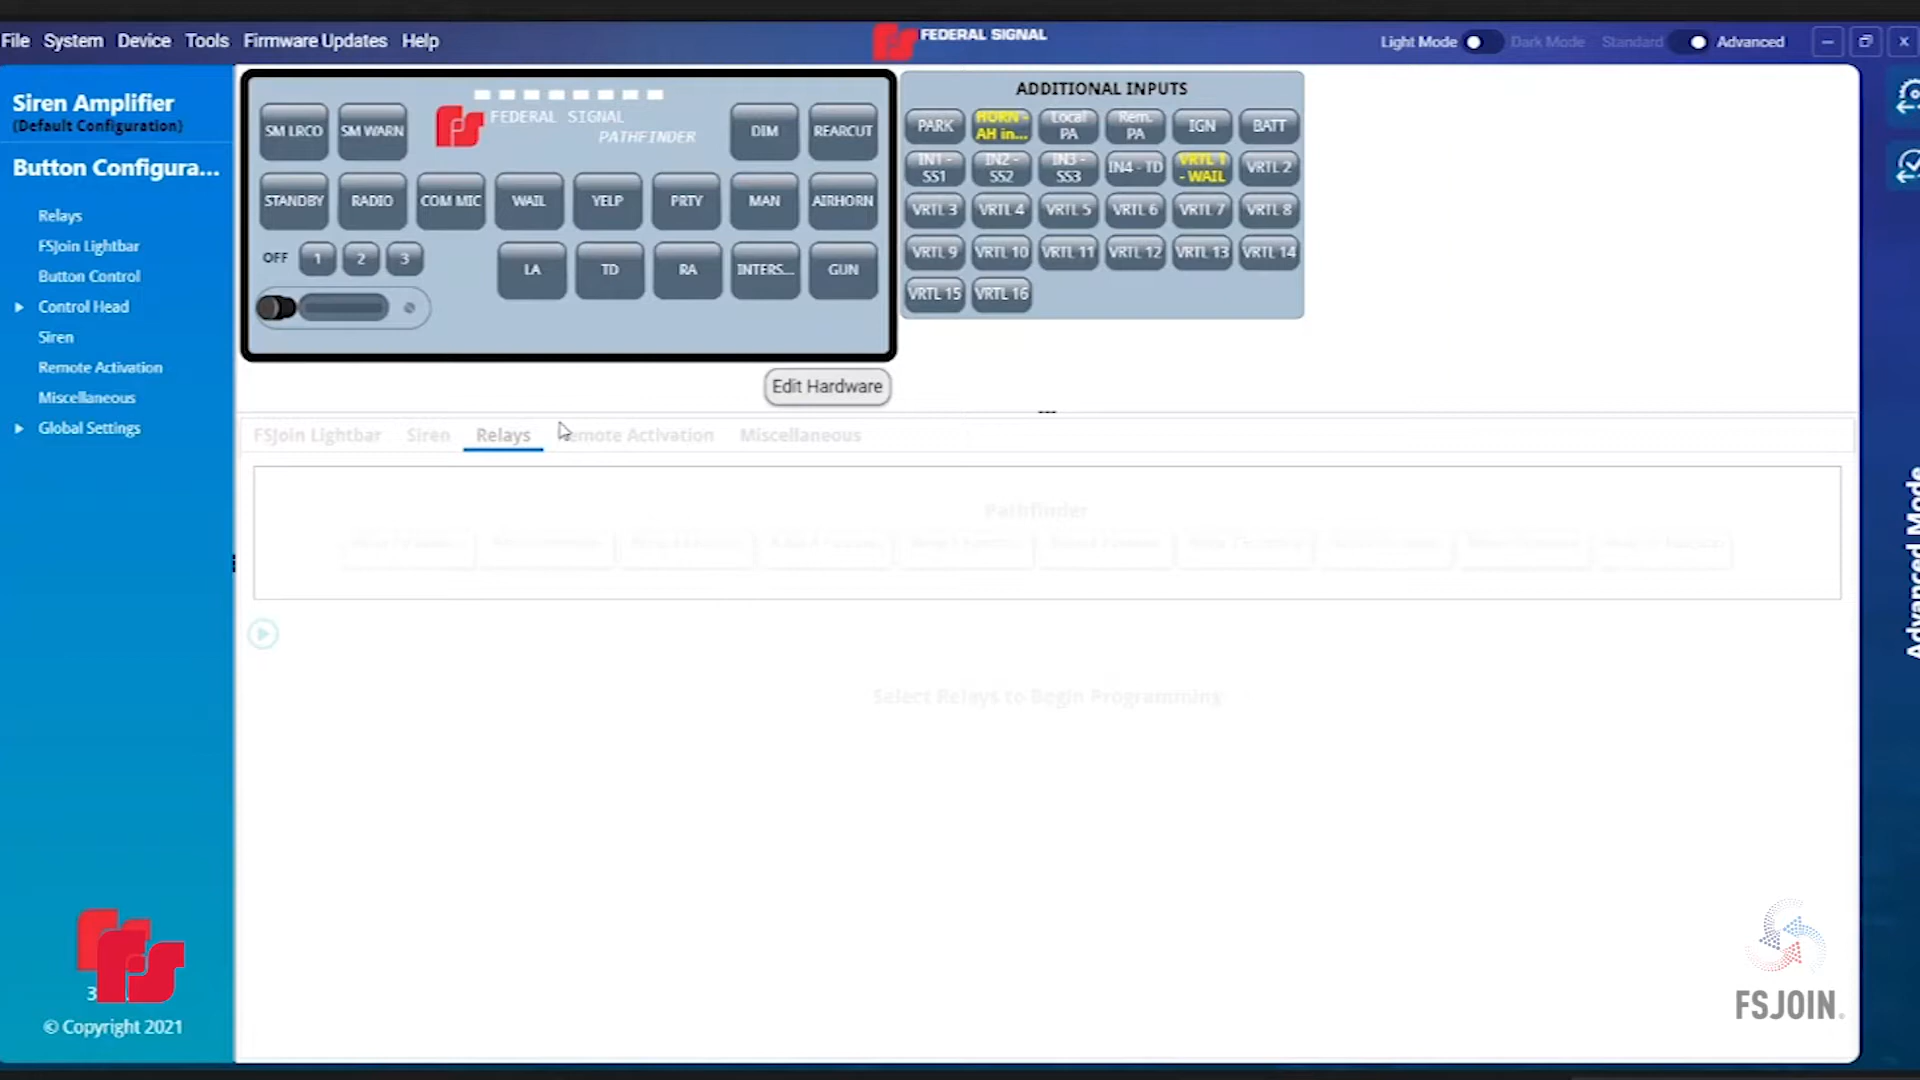 File System Device Tools Firmware Updates Help
FEDERAL SIGNAL
Light Mode Dark Mode Standard Advanced
Siren Amplifier
(Default Configuration)
Button Configura...
Relays
FSJoin Lightbar
Button Control
Control Head
Siren
Remote Activation
Miscellaneous
Global Settings
© Copyright 2021
SM LRCO SM WARN
FEDERAL SIGNAL
PATHFINDER
DIM REARCUT
STANDBY RADIO COM MIC WAIL YELP PRTY MAN AIRHORN
OFF 1 2 3
LA TD RA INTERS... GUN
ADDITIONAL INPUTS
PARK HORN - AH in... Local PA Rem. PA IGN BATT
IN1 - SS1 IN2 - SS2 IN3 - SS3 IN4 - TD VRTL 1 - WAIL VRTL 2
VRTL 3 VRTL 4 VRTL 5 VRTL 6 VRTL 7 VRTL 8
VRTL 9 VRTL 10 VRTL 11 VRTL 12 VRTL 13 VRTL 14
VRTL 15 VRTL 16
Edit Hardware
FSJoin Lightbar Siren Relays Remote Activation Miscellaneous
Pathfinder
Select Relays to Begin Programming
Advanced Mode
FSJOIN.